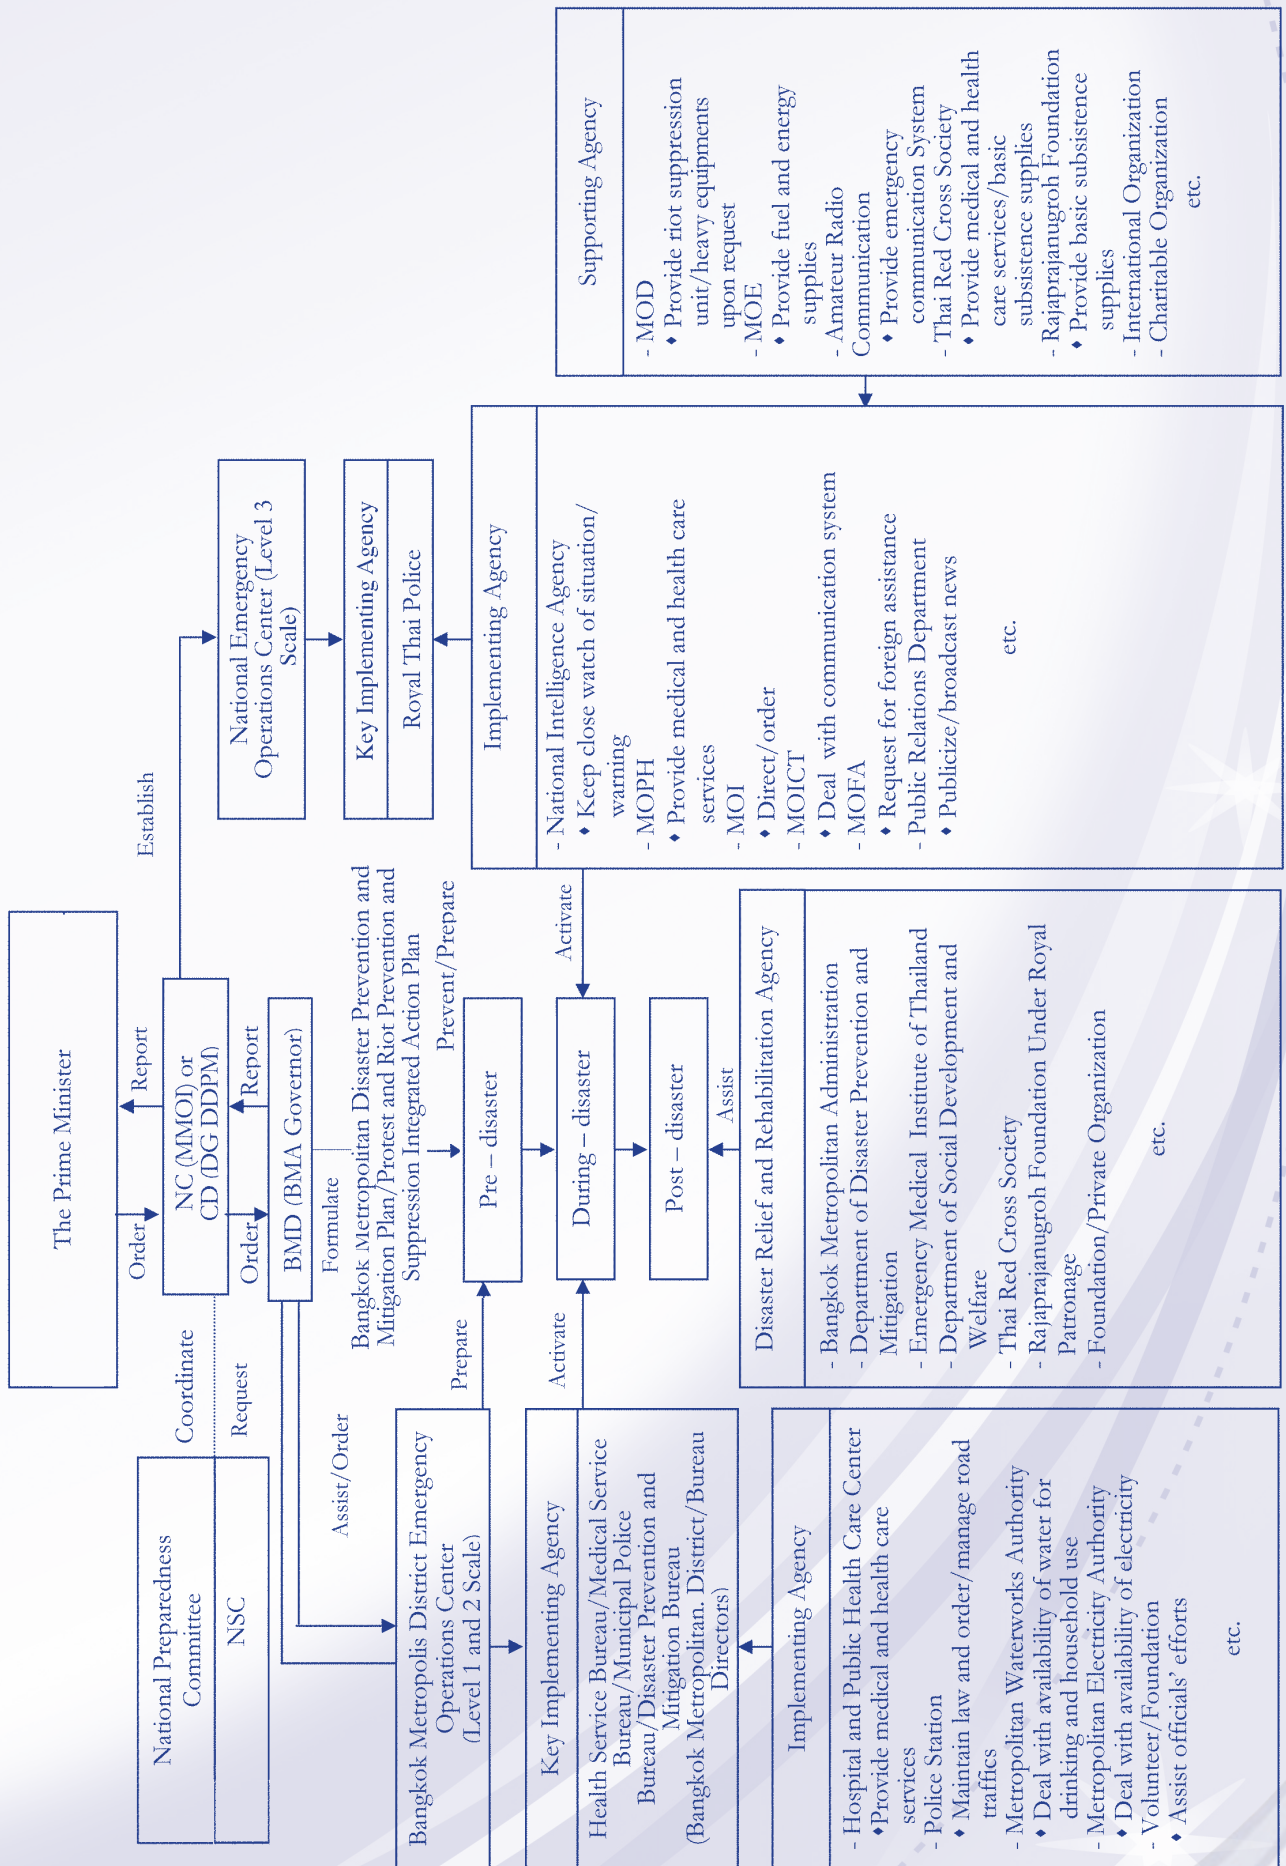 The Prime Minister
Order
Report
National Preparedness
Committee
NSC
Coordinate
Request
NC (MMOI) or
CD (DG DDPM)
Establish
Order
Report
BMD (BMA Governor)
National Emergency
Operations Center (Level 3
Scale)
Assist/Order
Formulate
Bangkok Metropolitan Disaster Prevention and
Mitigation Plan/Protest and Riot Prevention and
Suppression Integrated Action Plan
Key Implementing Agency
Royal Thai Police
Bangkok Metropolis District Emergency
Operations Center
(Level 1 and 2 Scale)
Prepare
Prevent/Prepare
Pre – disaster
Key Implementing Agency
Health Service Bureau/Medical Service
Bureau/Municipal Police
Bureau/Disaster Prevention and
Mitigation Bureau
(Bangkok Metropolitan. District/Bureau
Directors)
Activate
During – disaster
Activate
Post – disaster
Assist
Implementing Agency
- National Intelligence Agency
♦ Keep close watch of situation/
warning
- MOPH
♦ Provide medical and health care
services
- MOI
♦ Direct/order
- MOICT
♦ Deal with communication system
- MOFA
♦ Request for foreign assistance
- Public Relations Department
♦ Publicize/broadcast news
etc.
Supporting Agency
- MOD
♦ Provide riot suppression
unit/heavy equipments
upon request
- MOE
♦ Provide fuel and energy
supplies
- Amateur Radio
Communication
♦ Provide emergency
communication System
- Thai Red Cross Society
♦ Provide medical and health
care services/basic
subsistence supplies
- Rajaprajanugroh Foundation
♦ Provide basic subsistence
supplies
- International Organization
- Charitable Organization
etc.
Implementing Agency
- Hospital and Public Health Care Center
♦Provide medical and health care
services
- Police Station
♦ Maintain law and order/manage road
traffics
- Metropolitan Waterworks Authority
♦ Deal with availability of water for
drinking and household use
- Metropolitan Electricity Authority
♦ Deal with availability of electricity
- Volunteer/Foundation
♦ Assist officials’ efforts
etc.
Disaster Relief and Rehabilitation Agency
- Bangkok Metropolitan Administration
- Department of Disaster Prevention and
Mitigation
- Emergency Medical Institute of Thailand
- Department of Social Development and
Welfare
- Thai Red Cross Society
- Rajaprajanugroh Foundation Under Royal
Patronage
- Foundation/Private Organization
etc.